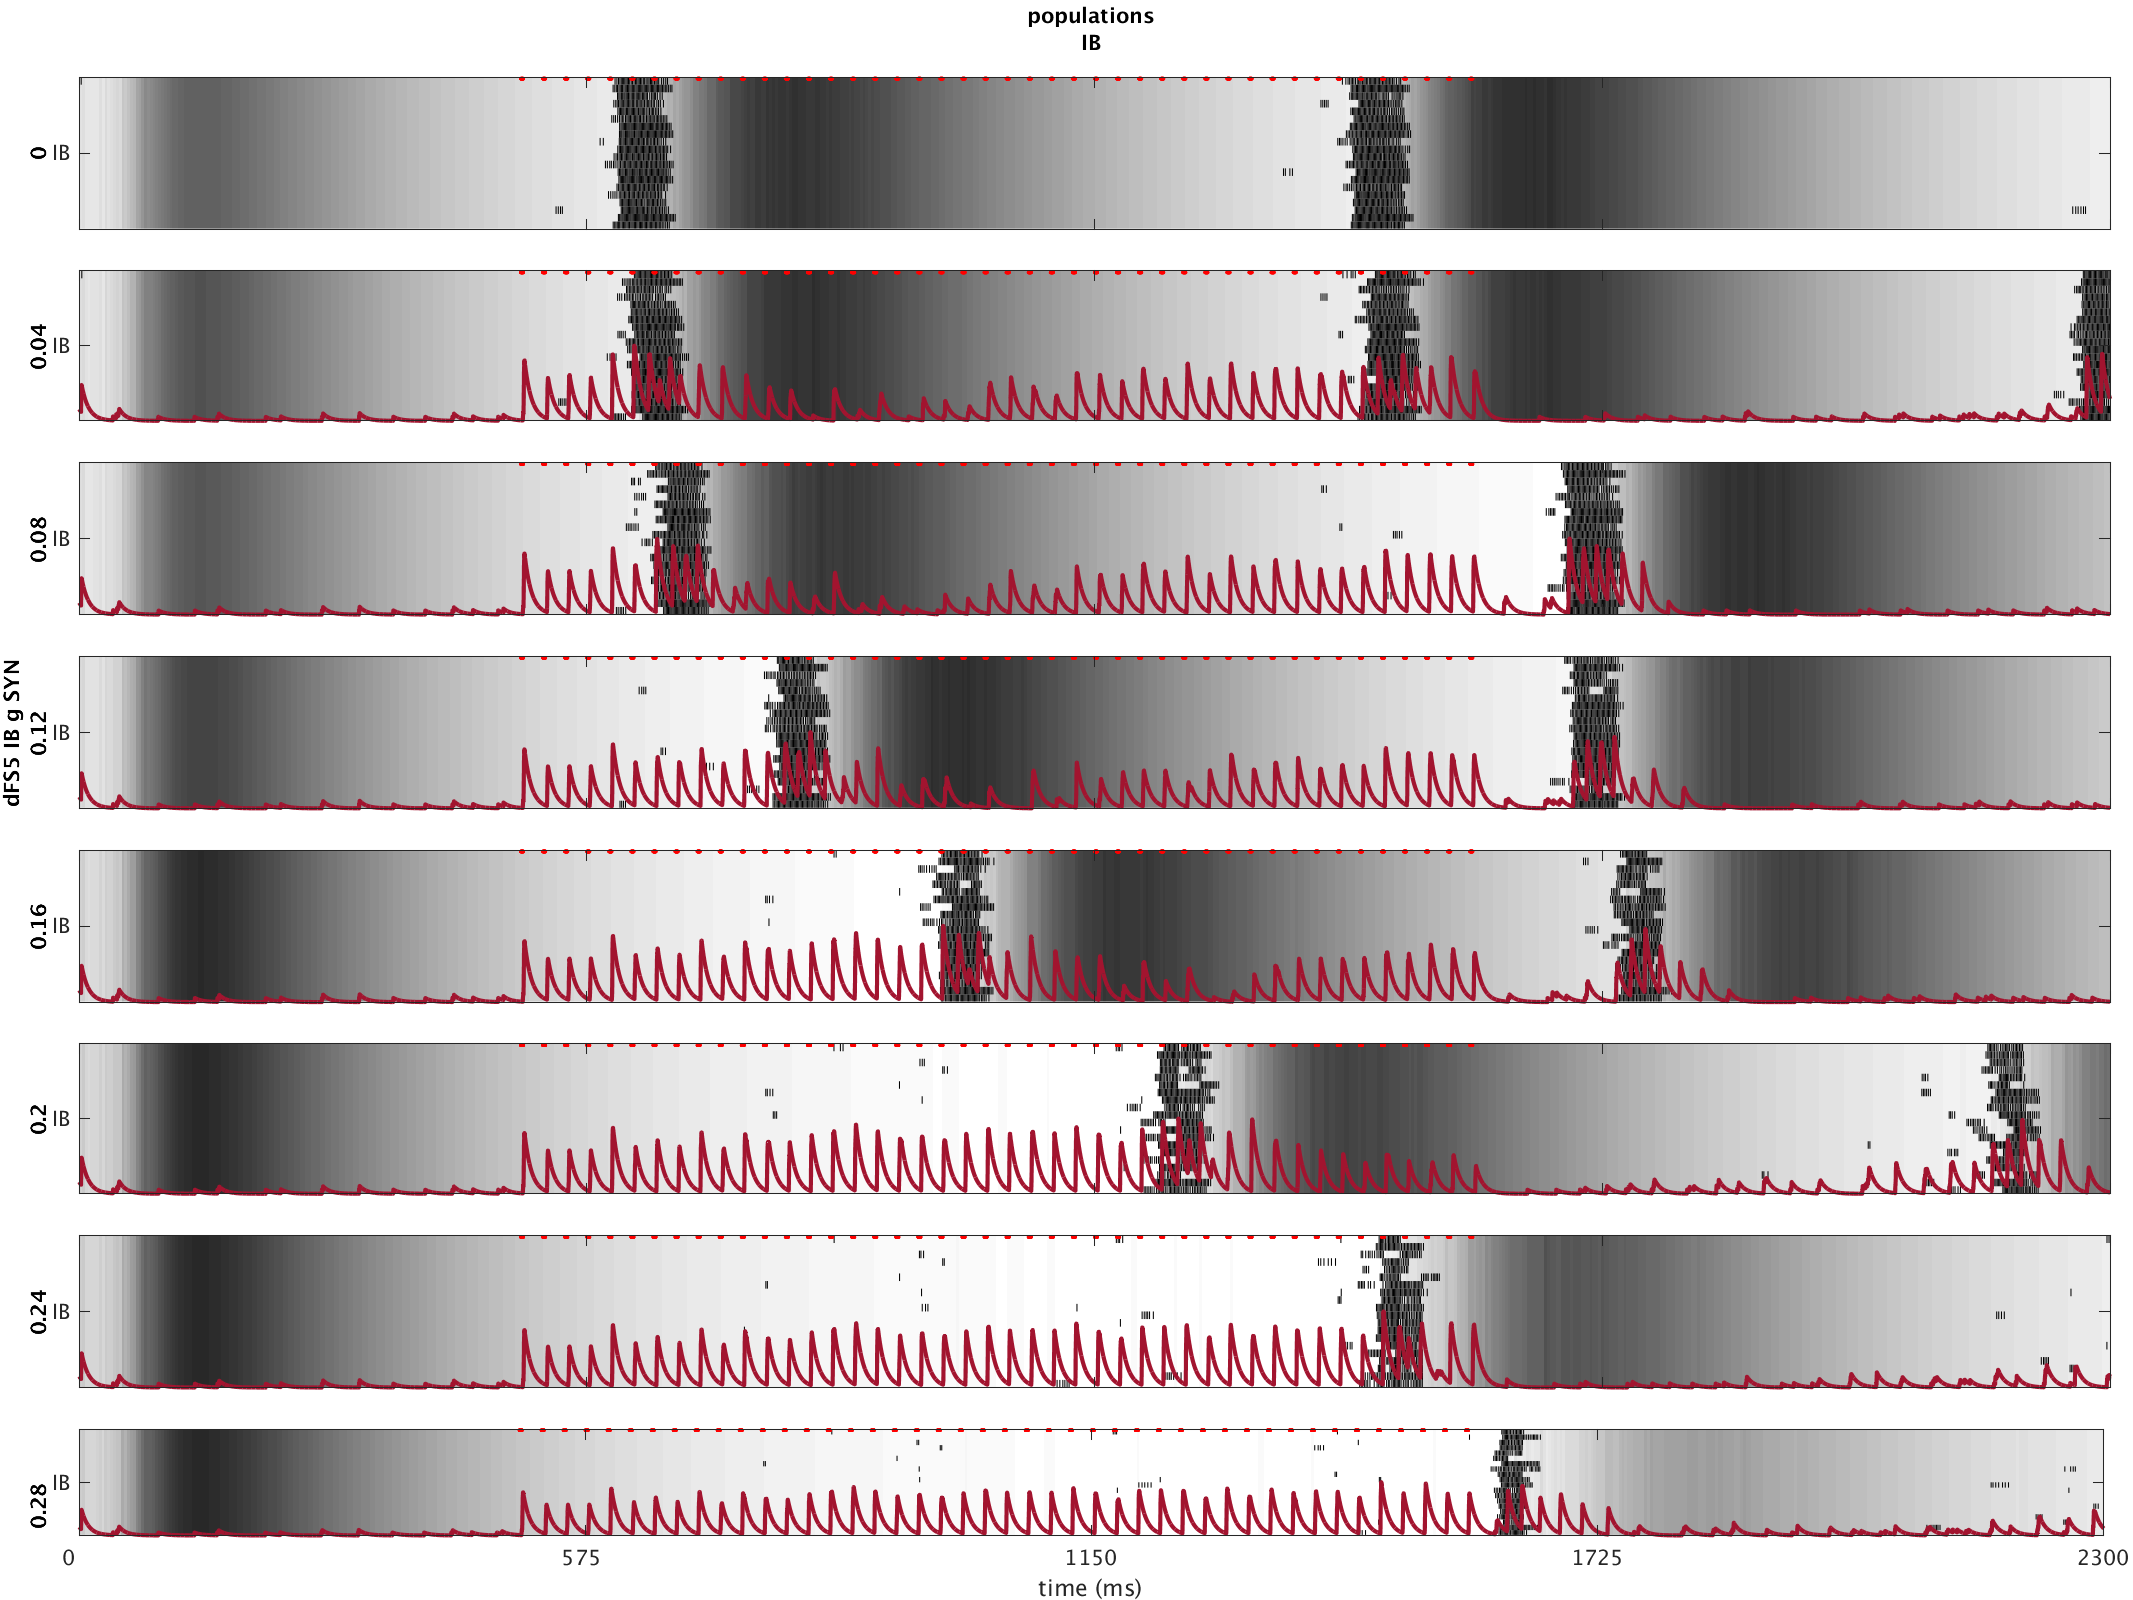 populations
IB
dFS5 IB g SYN
0 IB
0.04 IB
0.08 IB
0.12 IB
0.16 IB
0.2 IB
0.24 IB
0.28 IB
0 575 1150 1725 2300
time (ms)